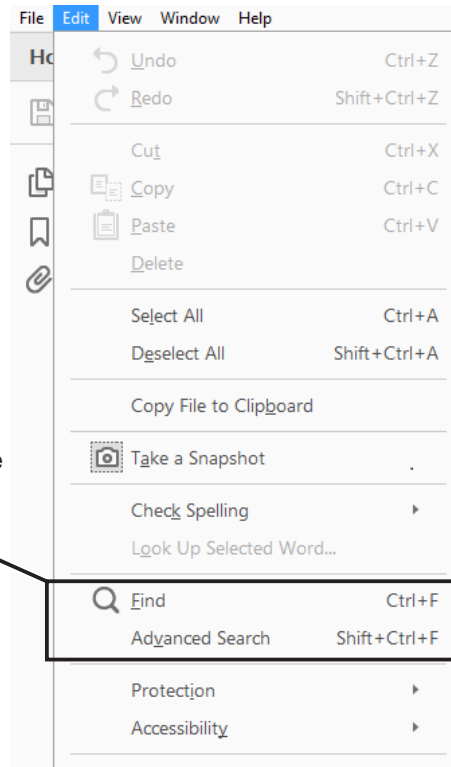 File Edit View Window Help
Ho
Undo Ctrl+Z
Redo Shift+Ctrl+Z
Cut Ctrl+X
Copy Ctrl+C
Paste Ctrl+V
Delete
Select All Ctrl+A
Deselect All Shift+Ctrl+A
Copy File to Clipboard
Take a Snapshot
Check Spelling
Look Up Selected Word...
e
Find Ctrl+F
Advanced Search Shift+Ctrl+F
Protection
Accessibility